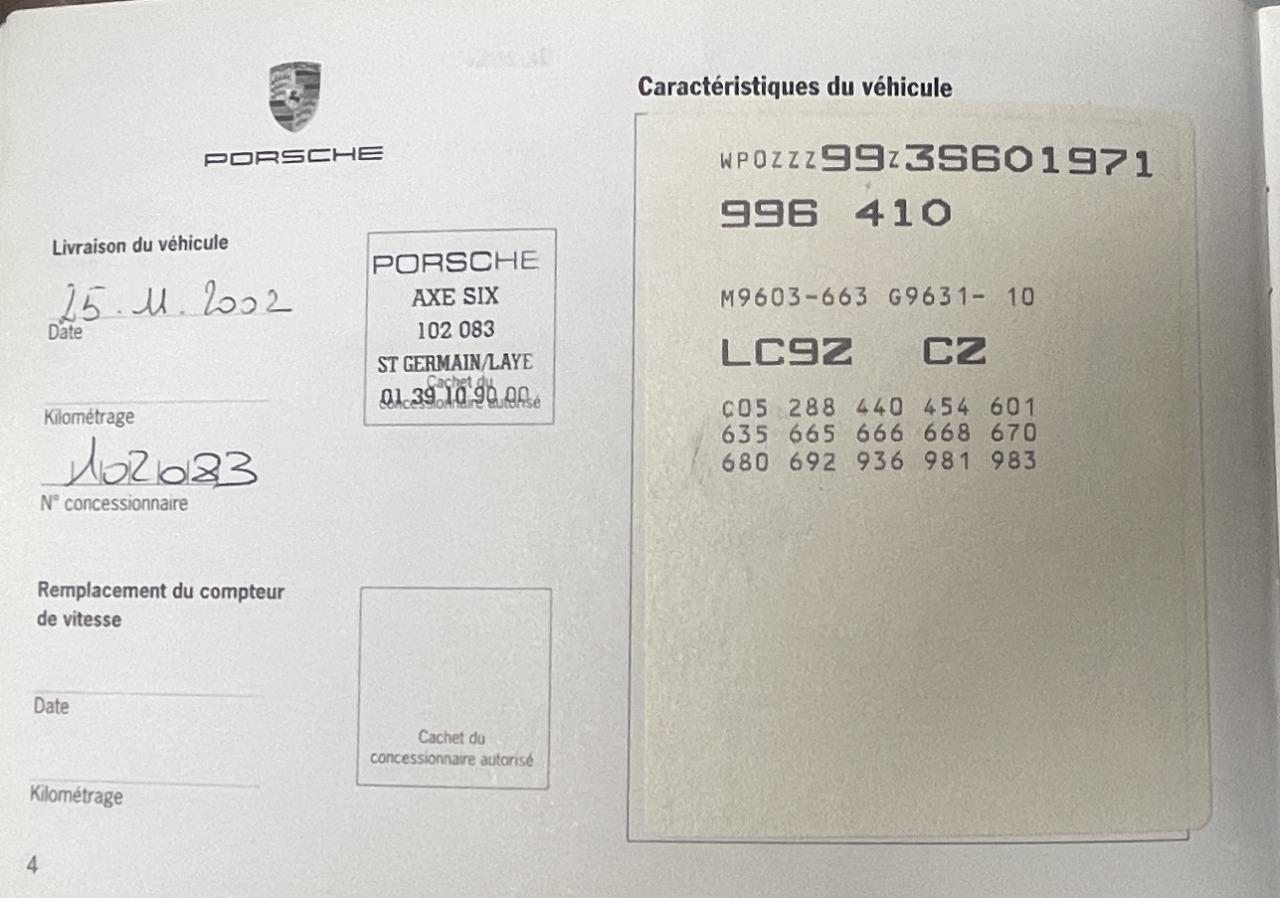 PORSCHE
Livraison du véhicule
25.11.2002
Date
Kilométrage
102083
N° concessionnaire
PORSCHE
AXE SIX
102 083
ST GERMAIN/LAYE
Cachet du
01 39 10 90 00
concessionnaire autorisé
Remplacement du compteur
de vitesse
Date
Kilométrage
Cachet du
concessionnaire autorisé
4
Caractéristiques du véhicule
WP0ZZZ99Z3S601971
996 410
M9603-663 G9631- 10
LC9Z CZ
C05 288 440 454 601
635 665 666 668 670
680 692 936 981 983